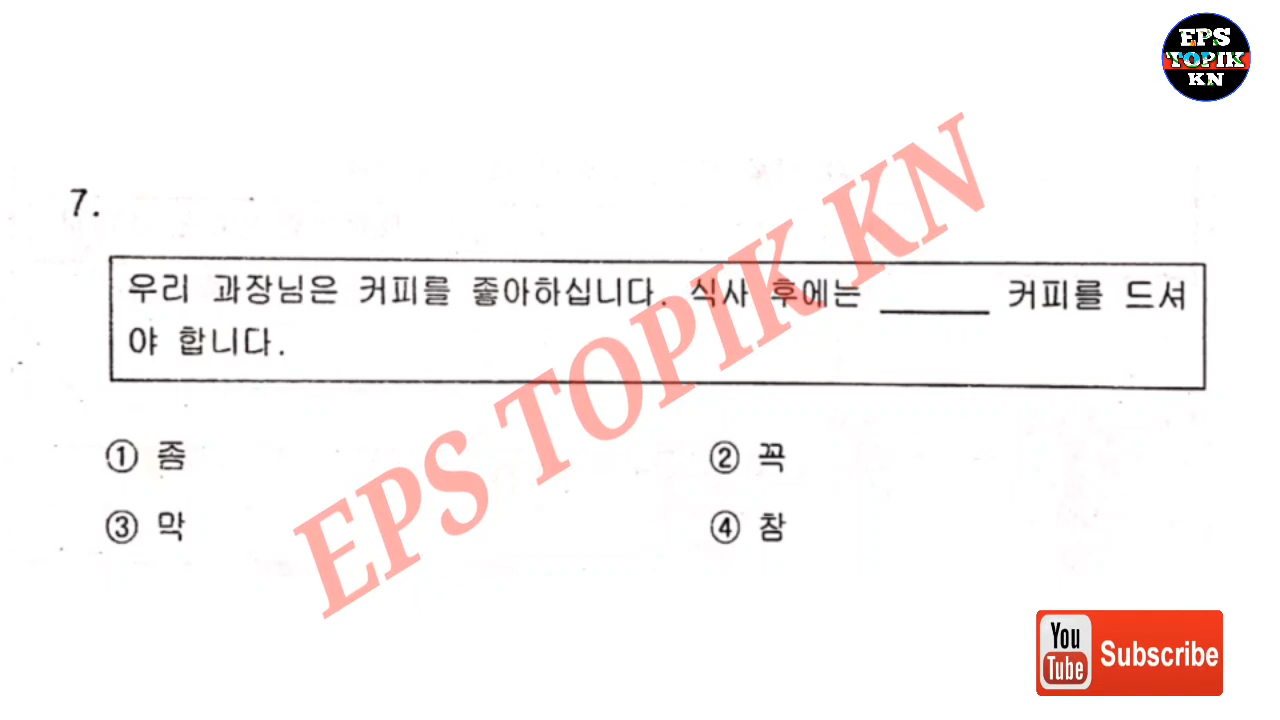 EPS
TOPIK
KN
7.
우리 과장님은 커피를 좋아하십니다. 식사 후에는 ______ 커피를 드셔
야 합니다.
① 좀 ② 꼭
③ 막 ④ 참
EPS TOPIK KN
You
Tube Subscribe